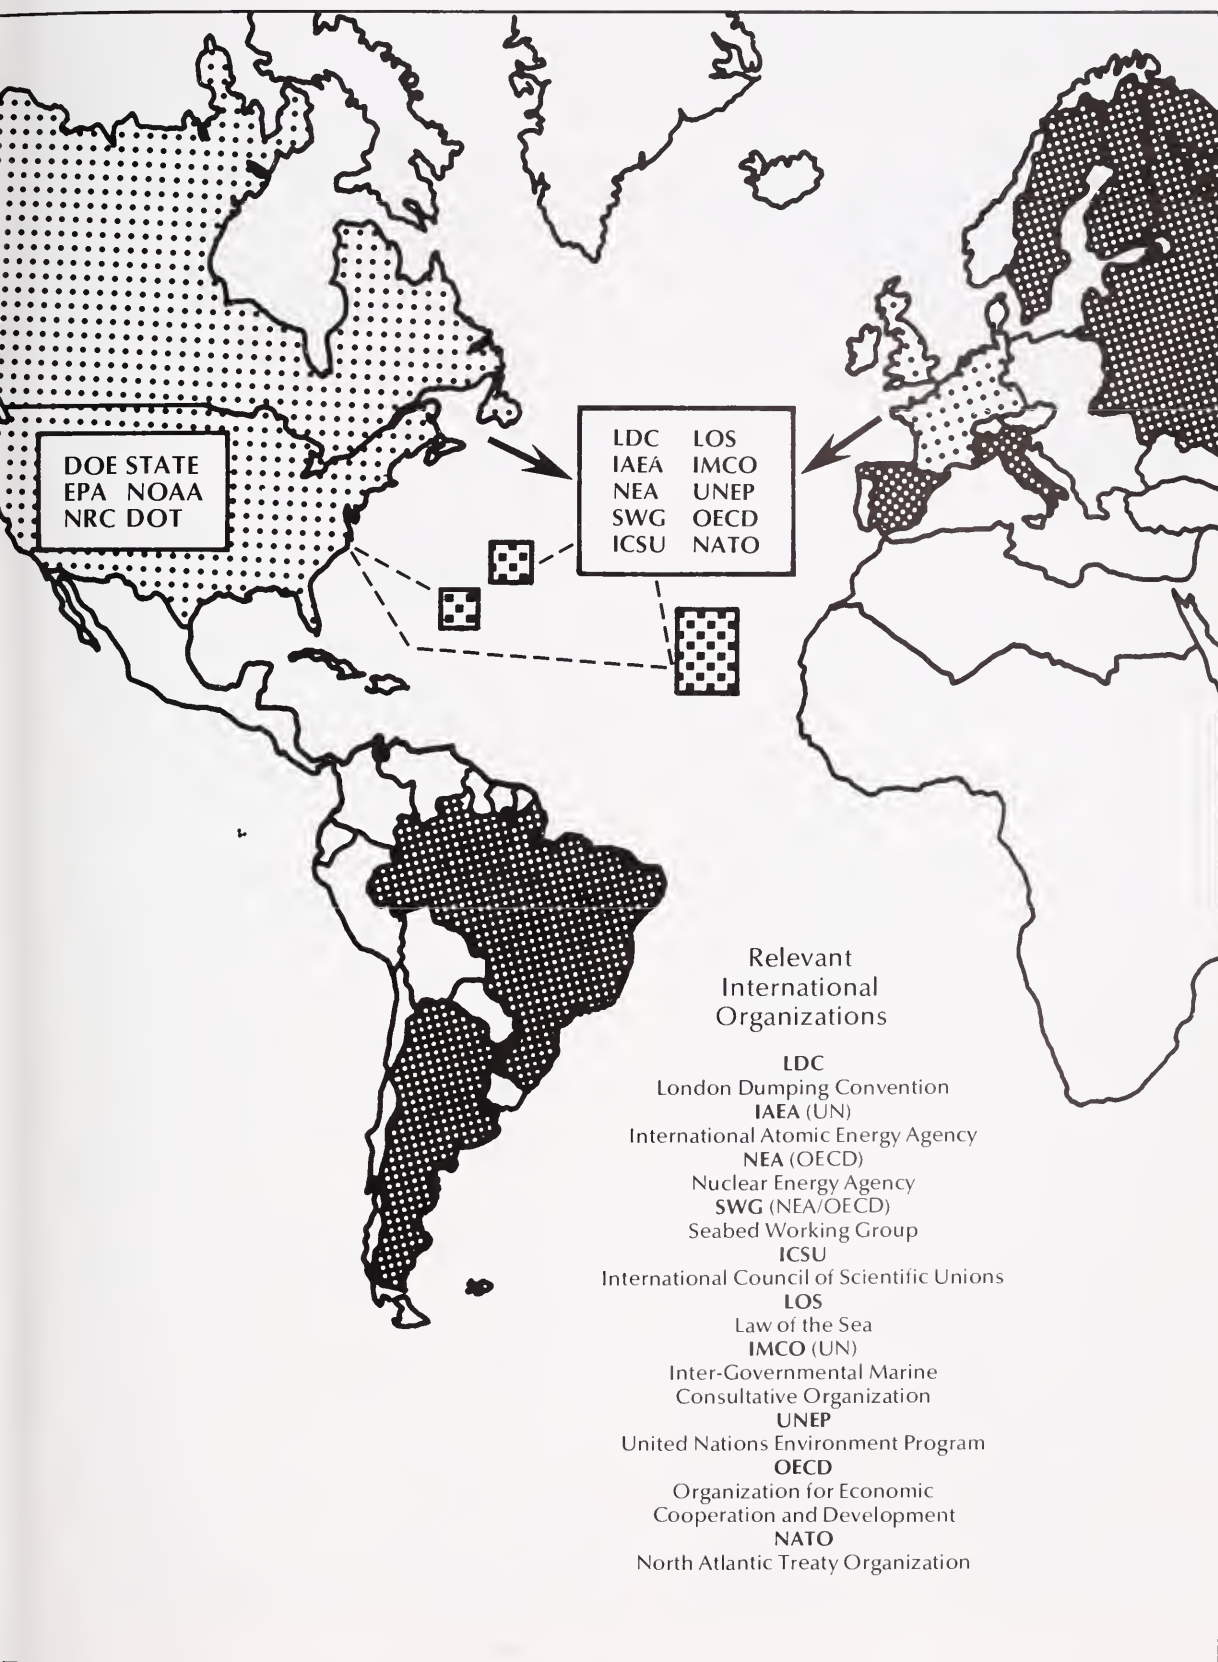 DOE STATE
EPA NOAA
NRC DOT
LDC LOS
IAEA IMCO
NEA UNEP
SWG OECD
ICSU NATO
Relevant
International
Organizations
LDC
London Dumping Convention
IAEA (UN)
International Atomic Energy Agency
NEA (OECD)
Nuclear Energy Agency
SWG (NEA/OECD)
Seabed Working Group
ICSU
International Council of Scientific Unions
LOS
Law of the Sea
IMCO (UN)
Inter-Governmental Marine
Consultative Organization
UNEP
United Nations Environment Program
OECD
Organization for Economic
Cooperation and Development
NATO
North Atlantic Treaty Organization